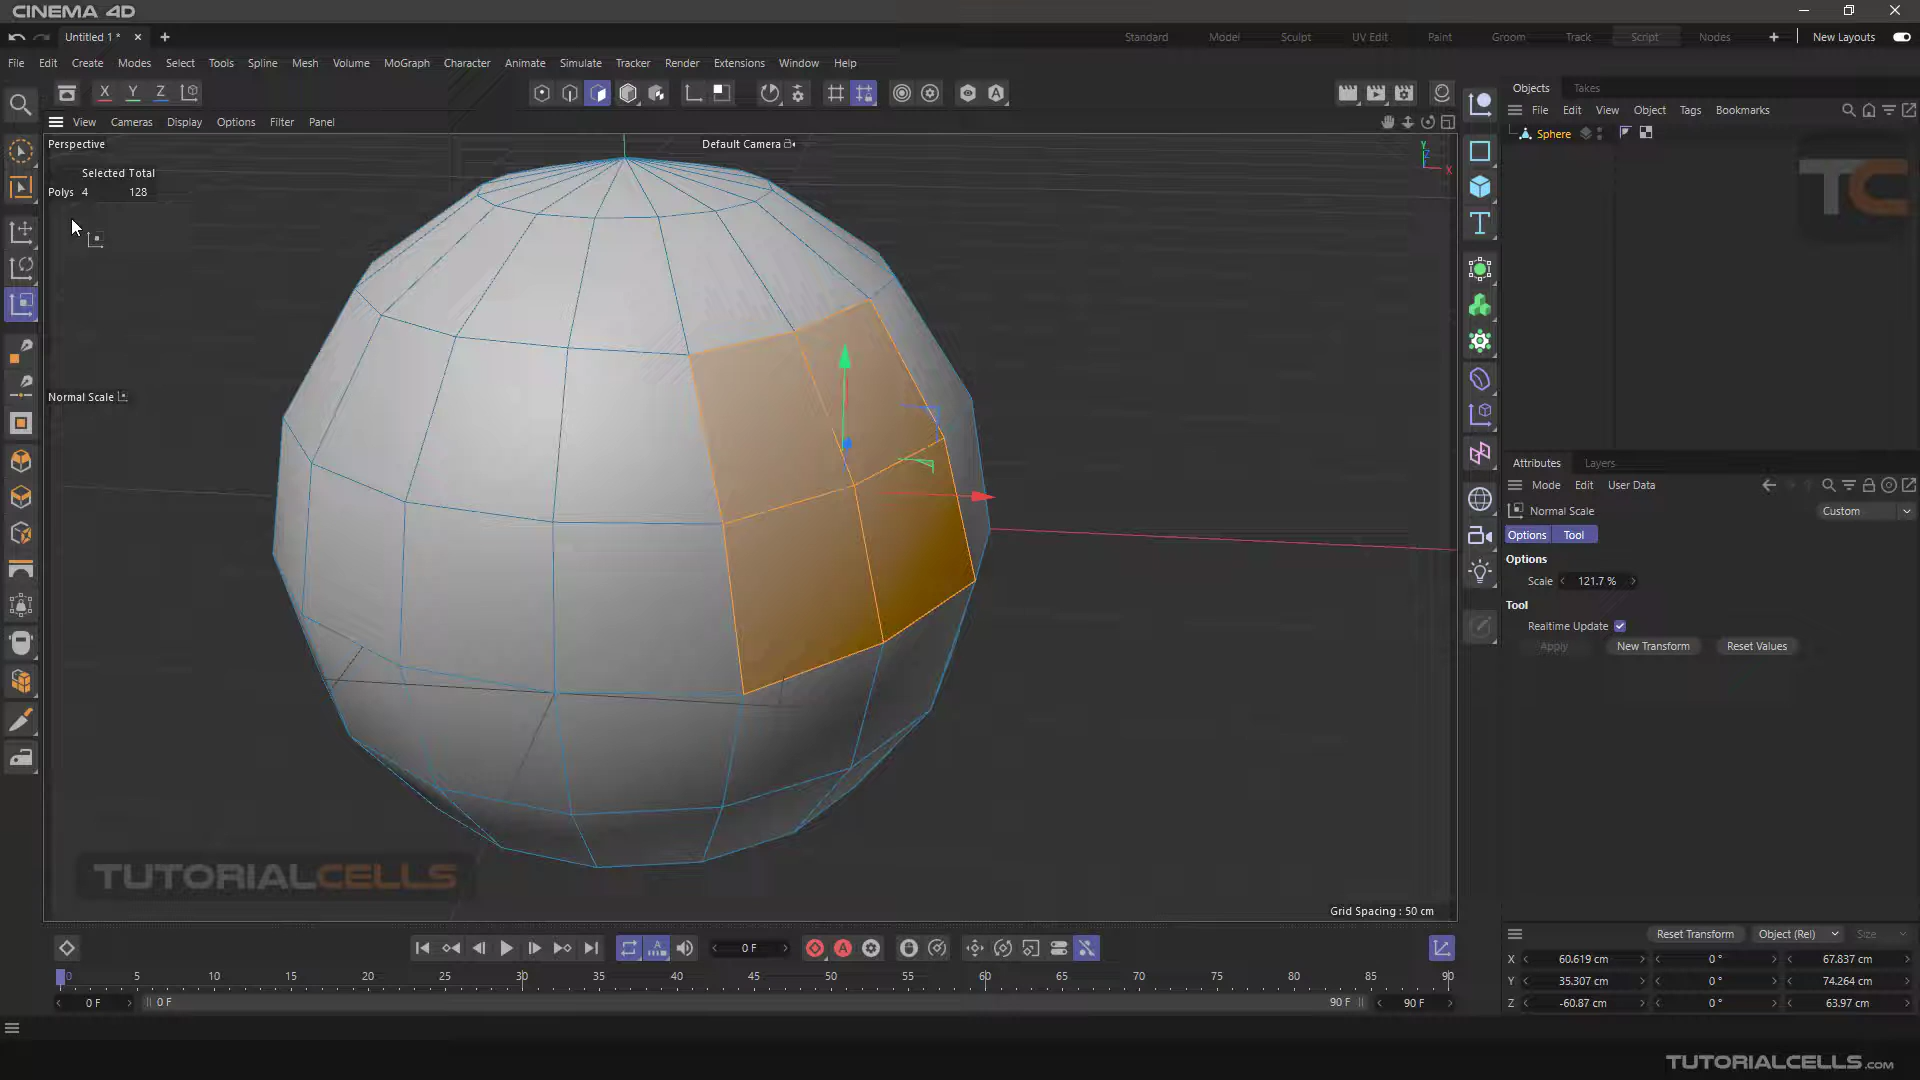 CINEMA 4D
Untitled 1 *
Standard Model Sculpt UV Edit Paint Groom Track Script Nodes New Layouts
File Edit Create Modes Select Tools Spline Mesh Volume MoGraph Character Animate Simulate Tracker Render Extensions Window Help
X Y Z
Objects Takes
File Edit View Object Tags Bookmarks
View Cameras Display Options Filter Panel
Sphere
Perspective
Default Camera
Selected Total
Polys 4 128
Y
Z
X
TC
T
Normal Scale
Attributes Layers
Mode Edit User Data
Normal Scale
Custom
Options Tool
Options
Scale 121.7 %
Tool
Realtime Update
Apply New Transform Reset Values
TUTORIALCELLS
Grid Spacing : 50 cm
0 F
Reset Transform Object (Rel) Size
0 5 10 15 20 25 30 35 40 45 50 55 60 65 70 75 80 85 90
0 F 0 F 90 F 90 F
X 60.619 cm 0 ° 67.837 cm
Y 35.307 cm 0 ° 74.264 cm
Z -60.87 cm 0 ° 63.97 cm
TUTORIALCELLS.COM